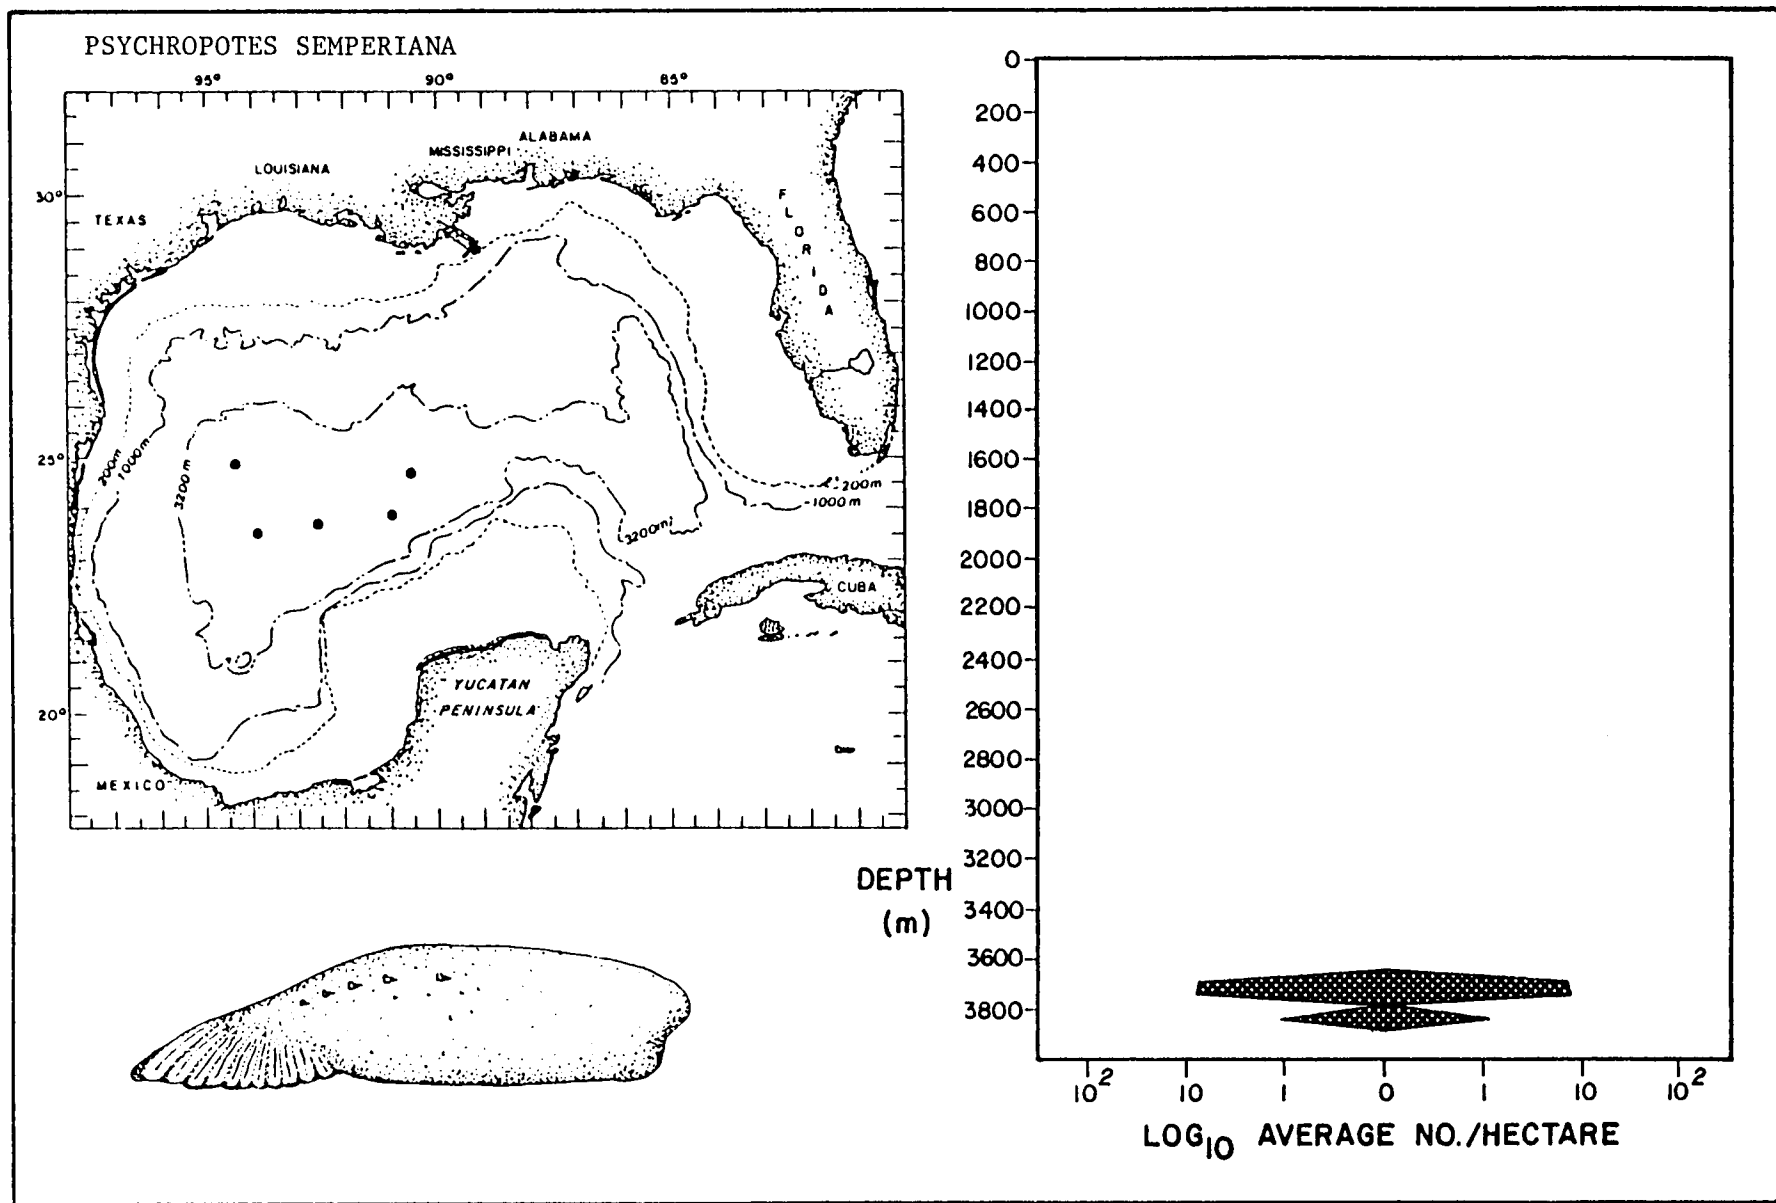 PSYCHROPOTES SEMPERIANA
95° 90° 85°
ALABAMA
MISSISSIPPI
LOUISIANA
30°
TEXAS
FLORIDA
25°
200m
1000m
3200m
200m
1000m
3200m
CUBA
YUCATAN
PENINSULA
20°
MEXICO
0
200
400
600
800
1000
1200
1400
1600
1800
2000
2200
2400
2600
2800
3000
3200
3400
3600
3800
DEPTH
(m)
10² 10 1 0 1 10 10²
LOG₁₀ AVERAGE NO./HECTARE